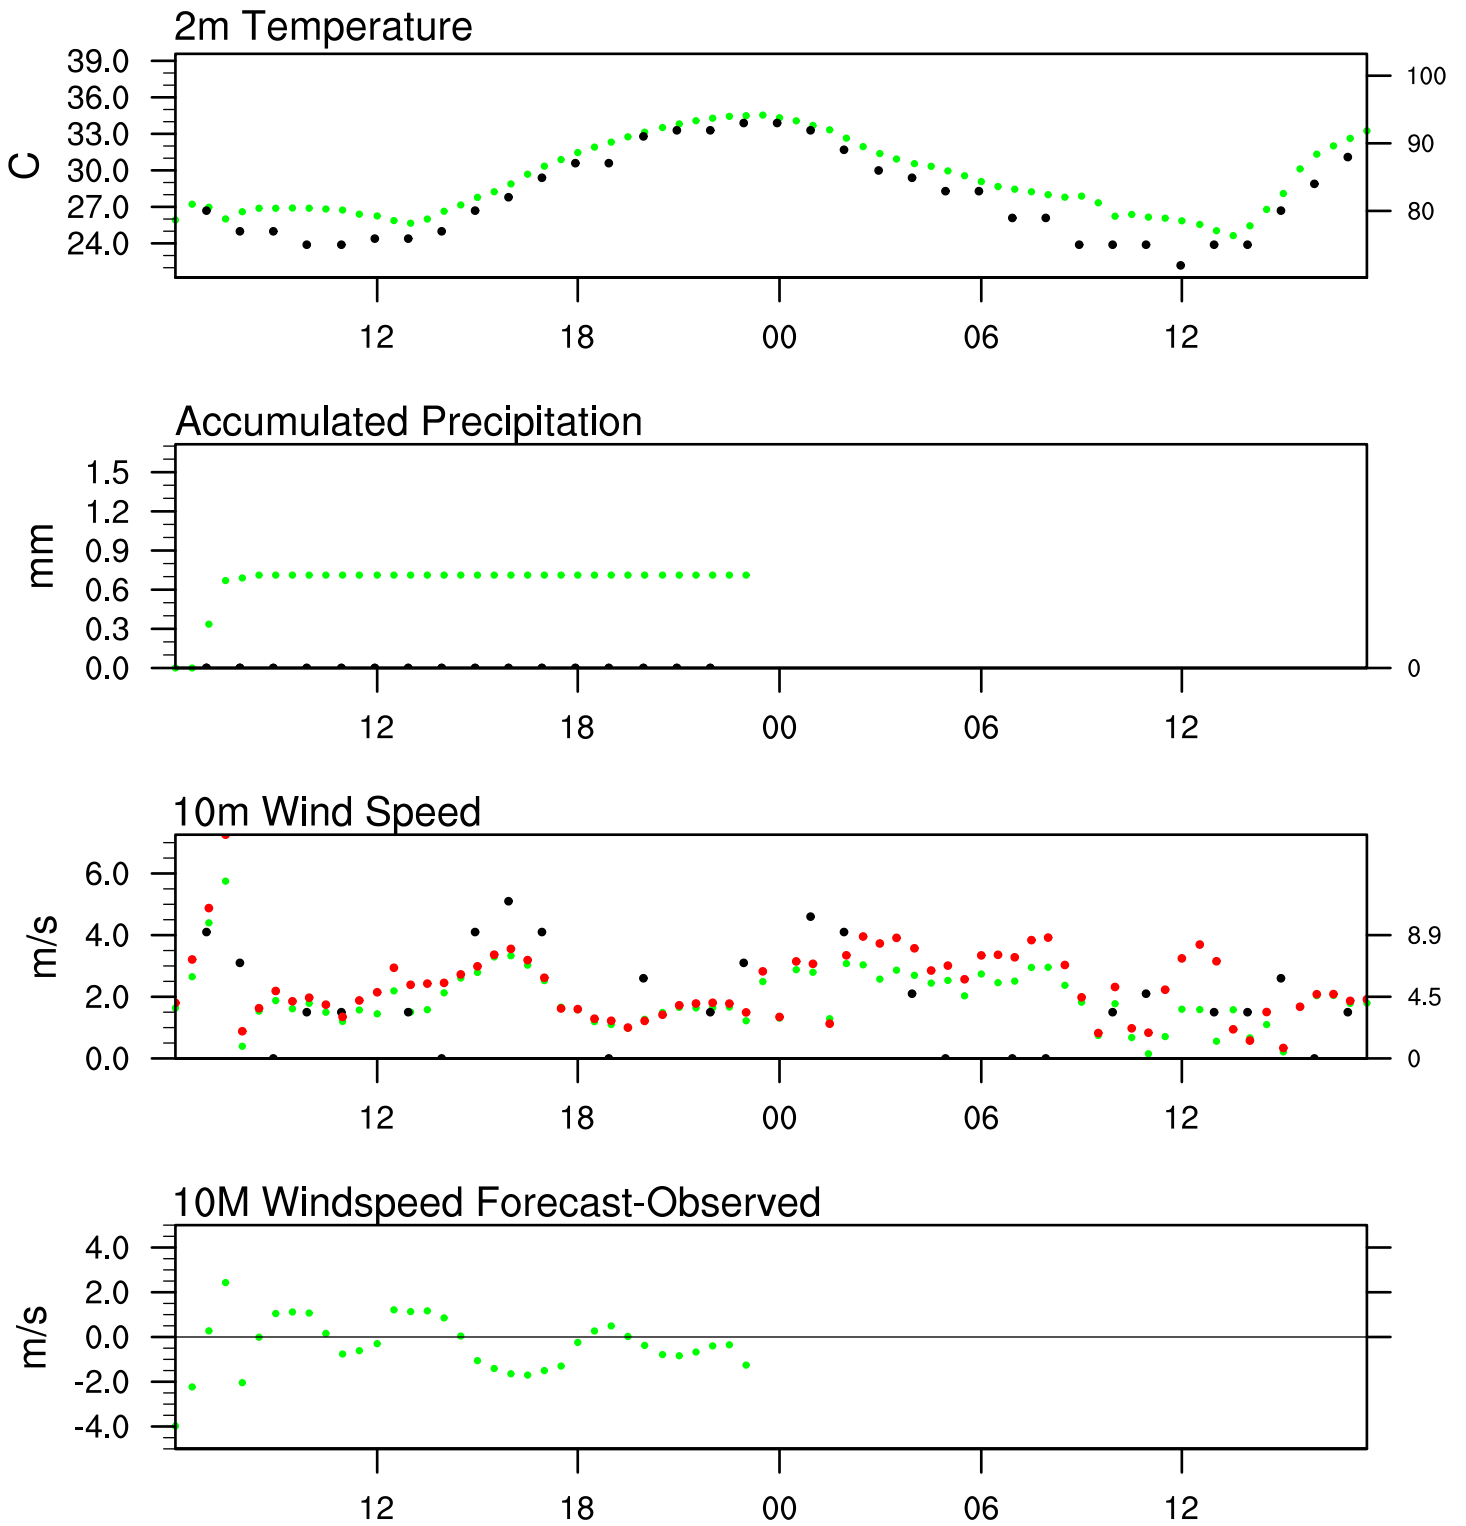 2m Temperature
39.0
36.0
33.0
30.0
27.0
24.0
C
100
90
80
12 18 00 06 12
Accumulated Precipitation
1.5
1.2
0.9
0.6
0.3
0.0
mm
0
12 18 00 06 12
10m Wind Speed
6.0
4.0
2.0
0.0
m/s
8.9
4.5
0
12 18 00 06 12
10M Windspeed Forecast-Observed
4.0
2.0
0.0
-2.0
-4.0
m/s
12 18 00 06 12